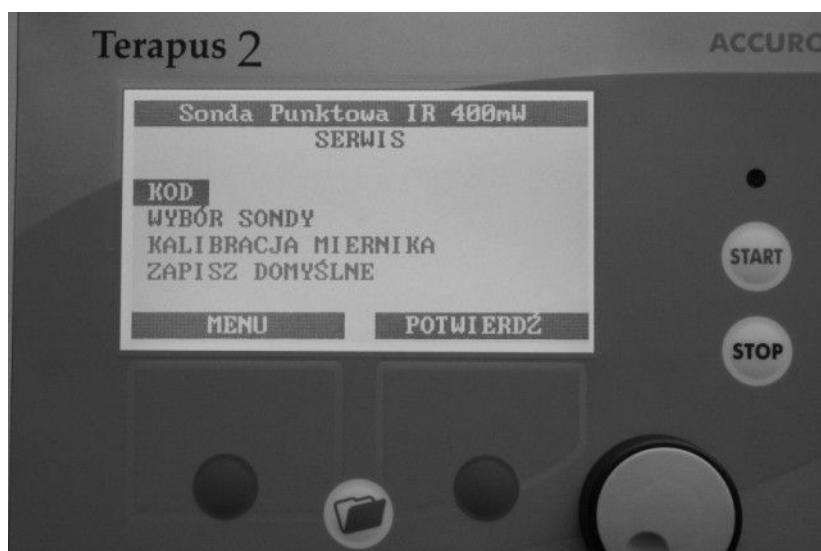 Terapus 2
ACCURO
Sonda Punktowa IR 400mW
SERWIS
KOD
WYBÓR SONDY
KALIBRACJA MIERNIKA
ZAPISZ DOMYŚLNE
MENU POTWIERDŹ
START
STOP